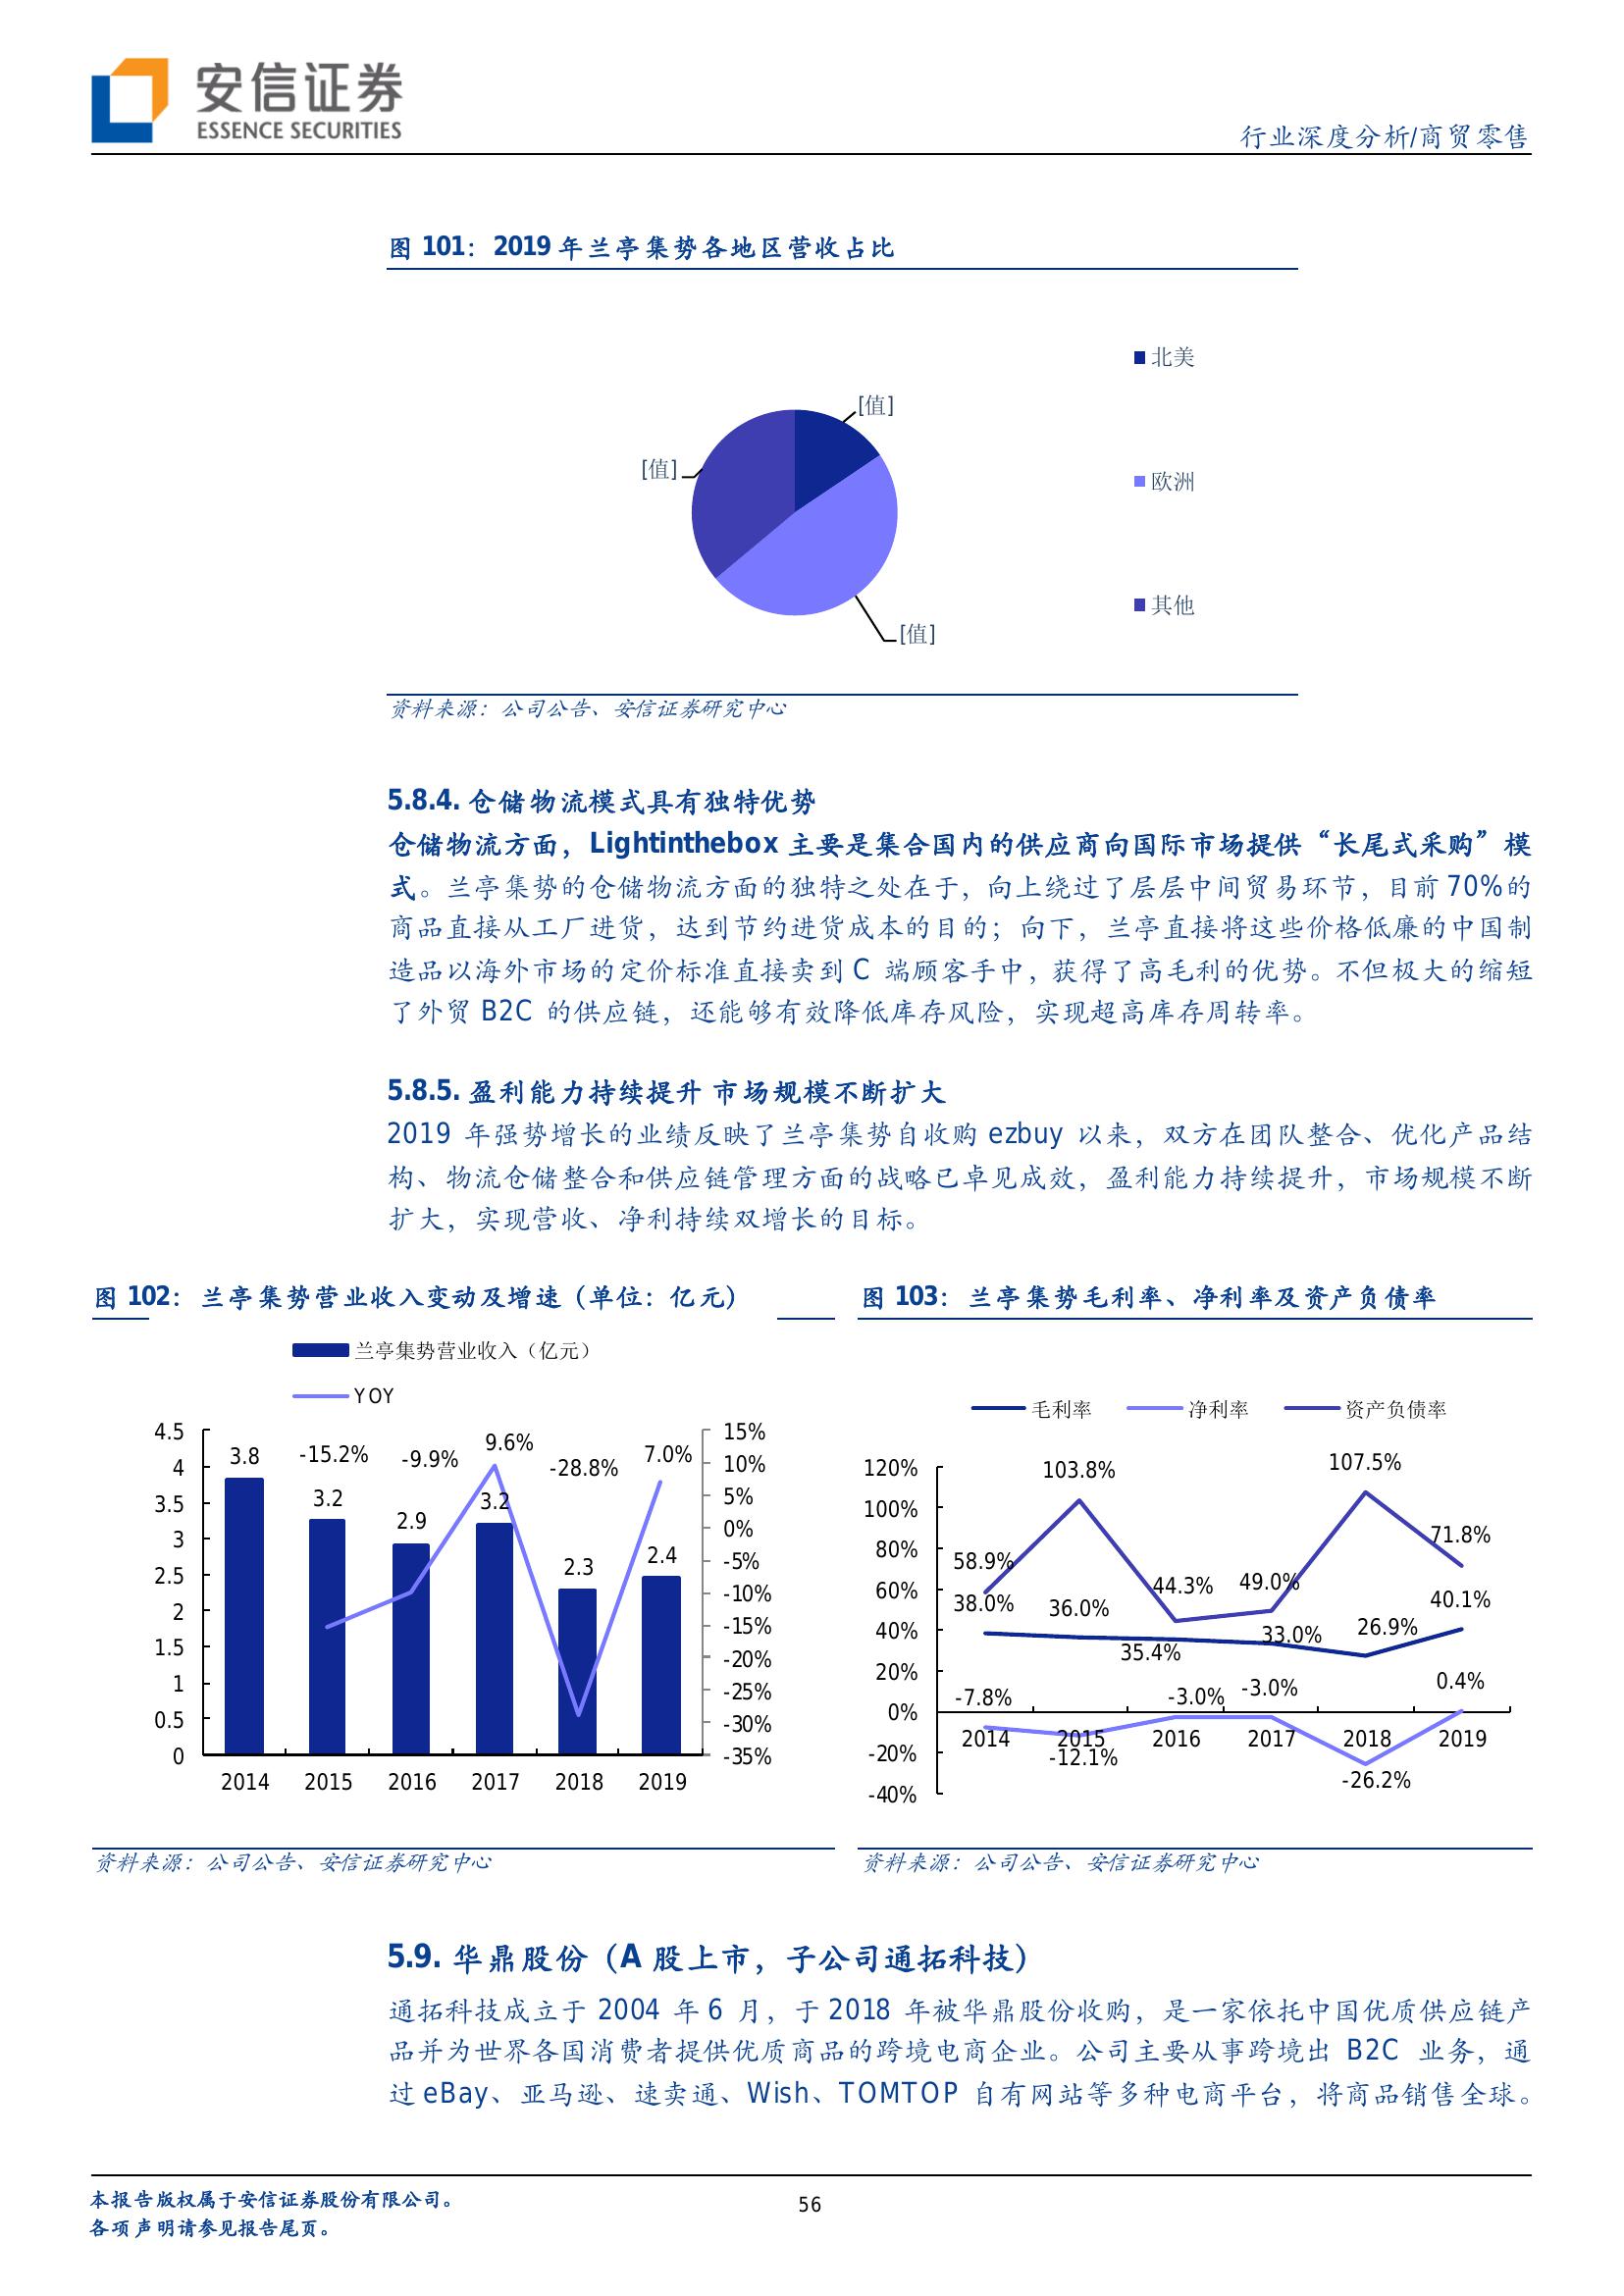 安信证券
ESSENCE SECURITIES
行业深度分析/商贸零售
图 101：2019 年兰亭集势各地区营收占比
北美
[值]
[值]
欧洲
其他
[值]
资料来源：公司公告、安信证券研究中心
5.8.4. 仓储物流模式具有独特优势
仓储物流方面，Lightinthebox 主要是集合国内的供应商向国际市场提供“长尾式采购”模
式。兰亭集势的仓储物流方面的独特之处在于，向上绕过了层层中间贸易环节，目前 70%的
商品直接从工厂进货，达到节约进货成本的目的；向下，兰亭直接将这些价格低廉的中国制
造品以海外市场的定价标准直接卖到 C 端顾客手中，获得了高毛利的优势。不但极大的缩短
了外贸 B2C 的供应链，还能够有效降低库存风险，实现超高库存周转率。
5.8.5. 盈利能力持续提升 市场规模不断扩大
2019 年强势增长的业绩反映了兰亭集势自收购 ezbuy 以来，双方在团队整合、优化产品结
构、物流仓储整合和供应链管理方面的战略已卓见成效，盈利能力持续提升，市场规模不断
扩大，实现营收、净利持续双增长的目标。
图 102：兰亭集势营业收入变动及增速（单位：亿元）
兰亭集势营业收入（亿元）
YOY
4.5
4
3.5
3
2.5
2
1.5
1
0.5
0
3.8
3.2
2.9
3.2
2.3
2.4
-15.2%
-9.9%
9.6%
-28.8%
7.0%
15%
10%
5%
0%
-5%
-10%
-15%
-20%
-25%
-30%
-35%
2014 2015 2016 2017 2018 2019
资料来源：公司公告、安信证券研究中心
图 103：兰亭集势毛利率、净利率及资产负债率
毛利率 净利率 资产负债率
120%
100%
80%
60%
40%
20%
0%
-20%
-40%
58.9%
103.8%
44.3%
49.0%
107.5%
71.8%
38.0%
36.0%
35.4%
33.0%
26.9%
40.1%
-7.8%
-12.1%
-3.0%
-3.0%
-26.2%
0.4%
2014 2015 2016 2017 2018 2019
资料来源：公司公告、安信证券研究中心
5.9. 华鼎股份（A 股上市，子公司通拓科技）
通拓科技成立于 2004 年 6 月，于 2018 年被华鼎股份收购，是一家依托中国优质供应链产
品并为世界各国消费者提供优质商品的跨境电商企业。公司主要从事跨境出 B2C 业务，通
过 eBay、亚马逊、速卖通、Wish、TOMTOP 自有网站等多种电商平台，将商品销售全球。
本报告版权属于安信证券股份有限公司。
各项声明请参见报告尾页。
56